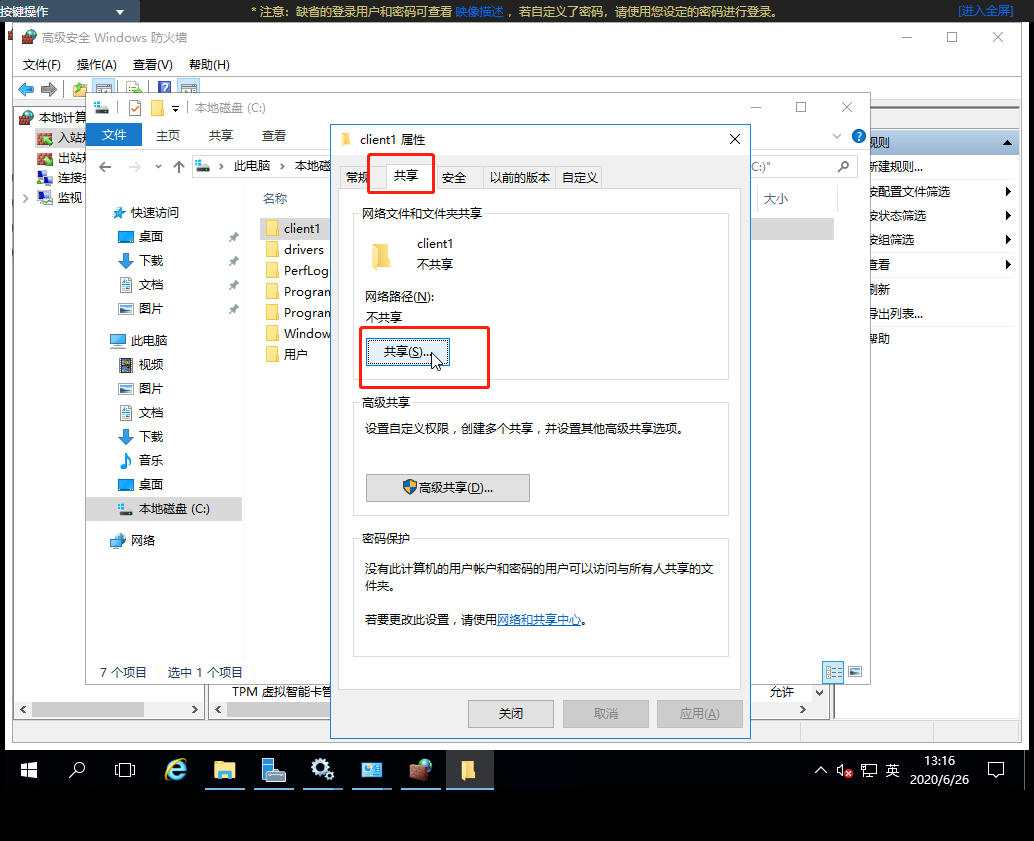 按键操作
* 注意：缺省的登录用户和密码可查看 映像描述 ，若自定义了密码，请使用您设定的密码进行登录。
[进入全屏]
高级安全 Windows 防火墙
文件(F) 操作(A) 查看(V) 帮助(H)
本地计算
入站规
出站规
连接安
监视
本地磁盘 (C:)
文件 主页 共享 查看
此电脑 本地磁
(C:)"
名称
大小
快速访问
桌面
下载
文档
图片
此电脑
视频
图片
文档
下载
音乐
桌面
本地磁盘 (C:)
网络
client1
drivers
PerfLog
Program
Program
Window
用户
7 个项目 选中 1 个项目
client1 属性
常规 共享 安全 以前的版本 自定义
网络文件和文件夹共享
client1
不共享
网络路径(N):
不共享
共享(S)...
高级共享
设置自定义权限，创建多个共享，并设置其他高级共享选项。
高级共享(D)...
密码保护
没有此计算机的用户帐户和密码的用户可以访问与所有人共享的文
件夹。
若要更改此设置，请使用网络和共享中心。
关闭 取消 应用(A)
规则
新建规则...
按配置文件筛选
按状态筛选
按组筛选
查看
刷新
导出列表...
帮助
TPM 虚拟智能卡管
允许
英
13:16
2020/6/26